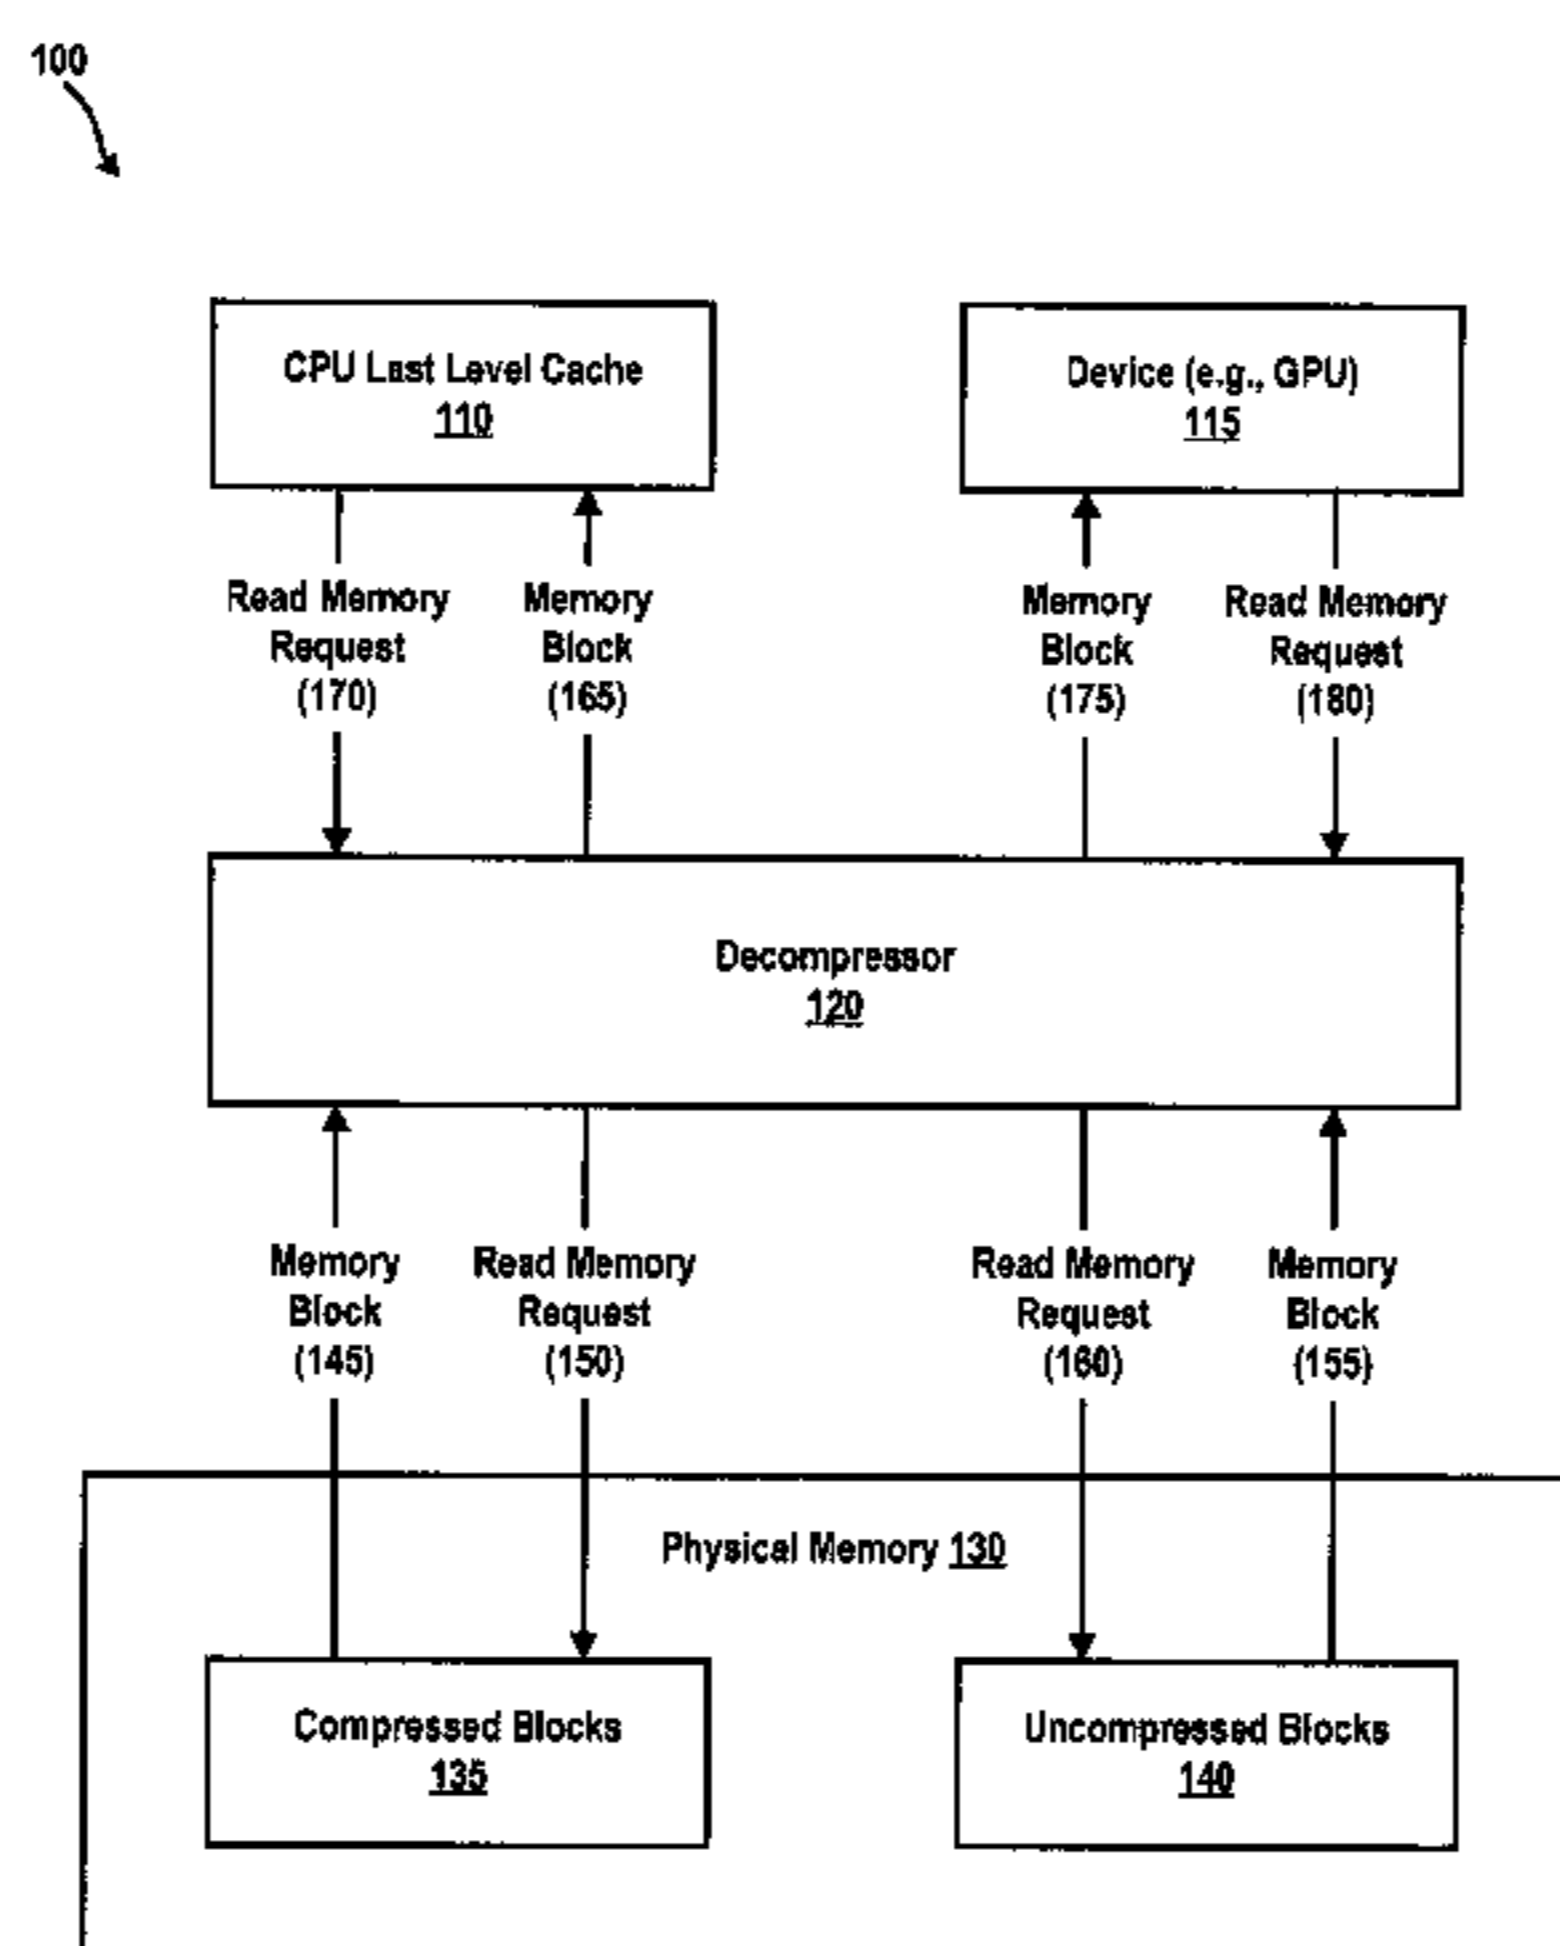 100
CPU Last Level Cache
110
Device (e.g., GPU)
115
Read Memory
Request
(170)
Memory
Block
(165)
Memory
Block
(175)
Read Memory
Request
(180)
Decompressor
120
Memory
Block
(145)
Read Memory
Request
(150)
Read Memory
Request
(160)
Memory
Block
(155)
Physical Memory 130
Compressed Blocks
135
Uncompressed Blocks
140